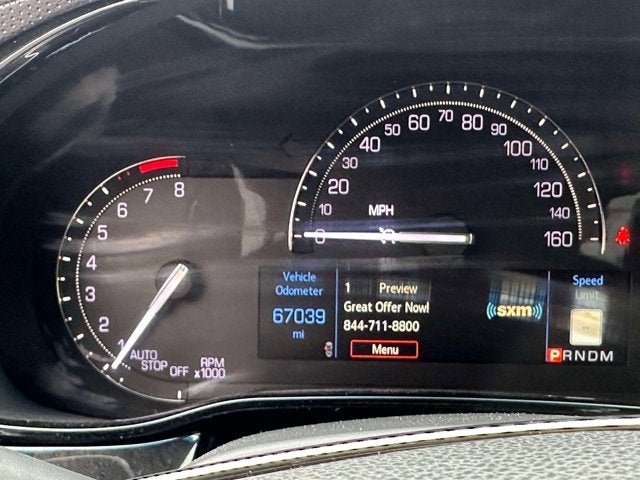 8
7
6
5
4
3
2
1
AUTO
STOP
OFF
RPM
x1000
0
10
20
30
40
50
60
70
80
90
100
110
120
140
160
MPH
Vehicle
Odometer
67039
mi
1 Preview
Great Offer Now!
844-711-8800
Menu
sxm
Speed
Limit
PRNDM